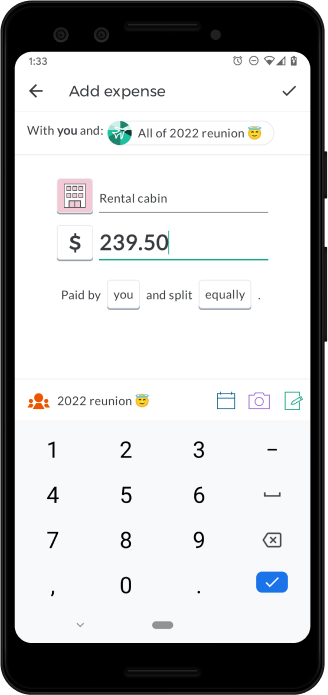 1:33
Add expense
With you and: All of 2022 reunion 😇
Rental cabin
$ 239.50
Paid by you and split equally .
2022 reunion 😇
1 2 3 –
4 5 6
7 8 9
, 0 .